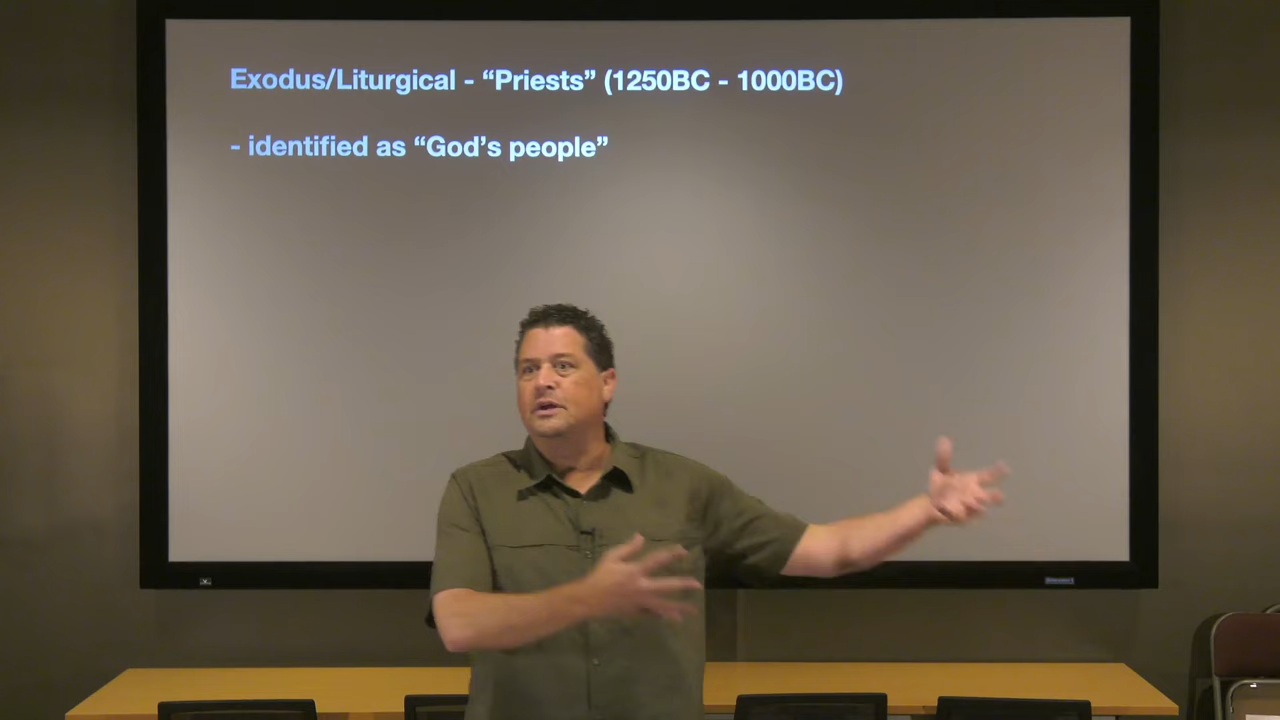 Exodus/Liturgical - “Priests” (1250BC - 1000BC)
- identified as “God’s people”